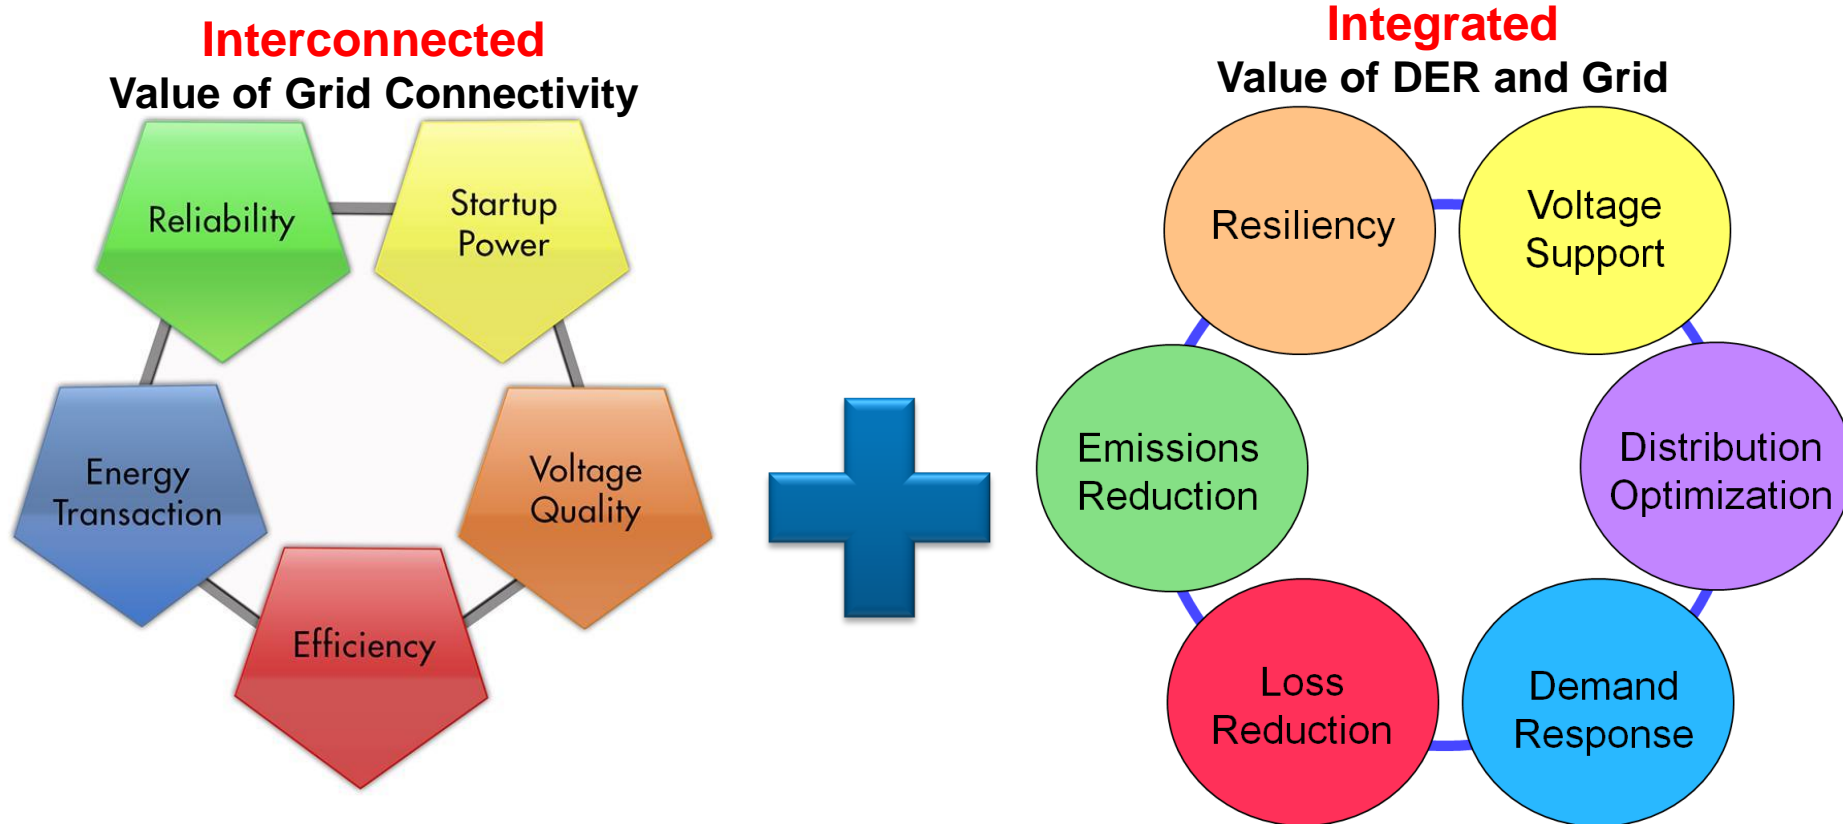 Interconnected
Value of Grid Connectivity
Reliability
Startup
Power
Energy
Transaction
Voltage
Quality
Efficiency
Integrated
Value of DER and Grid
Resiliency
Voltage
Support
Emissions
Reduction
Distribution
Optimization
Loss
Reduction
Demand
Response